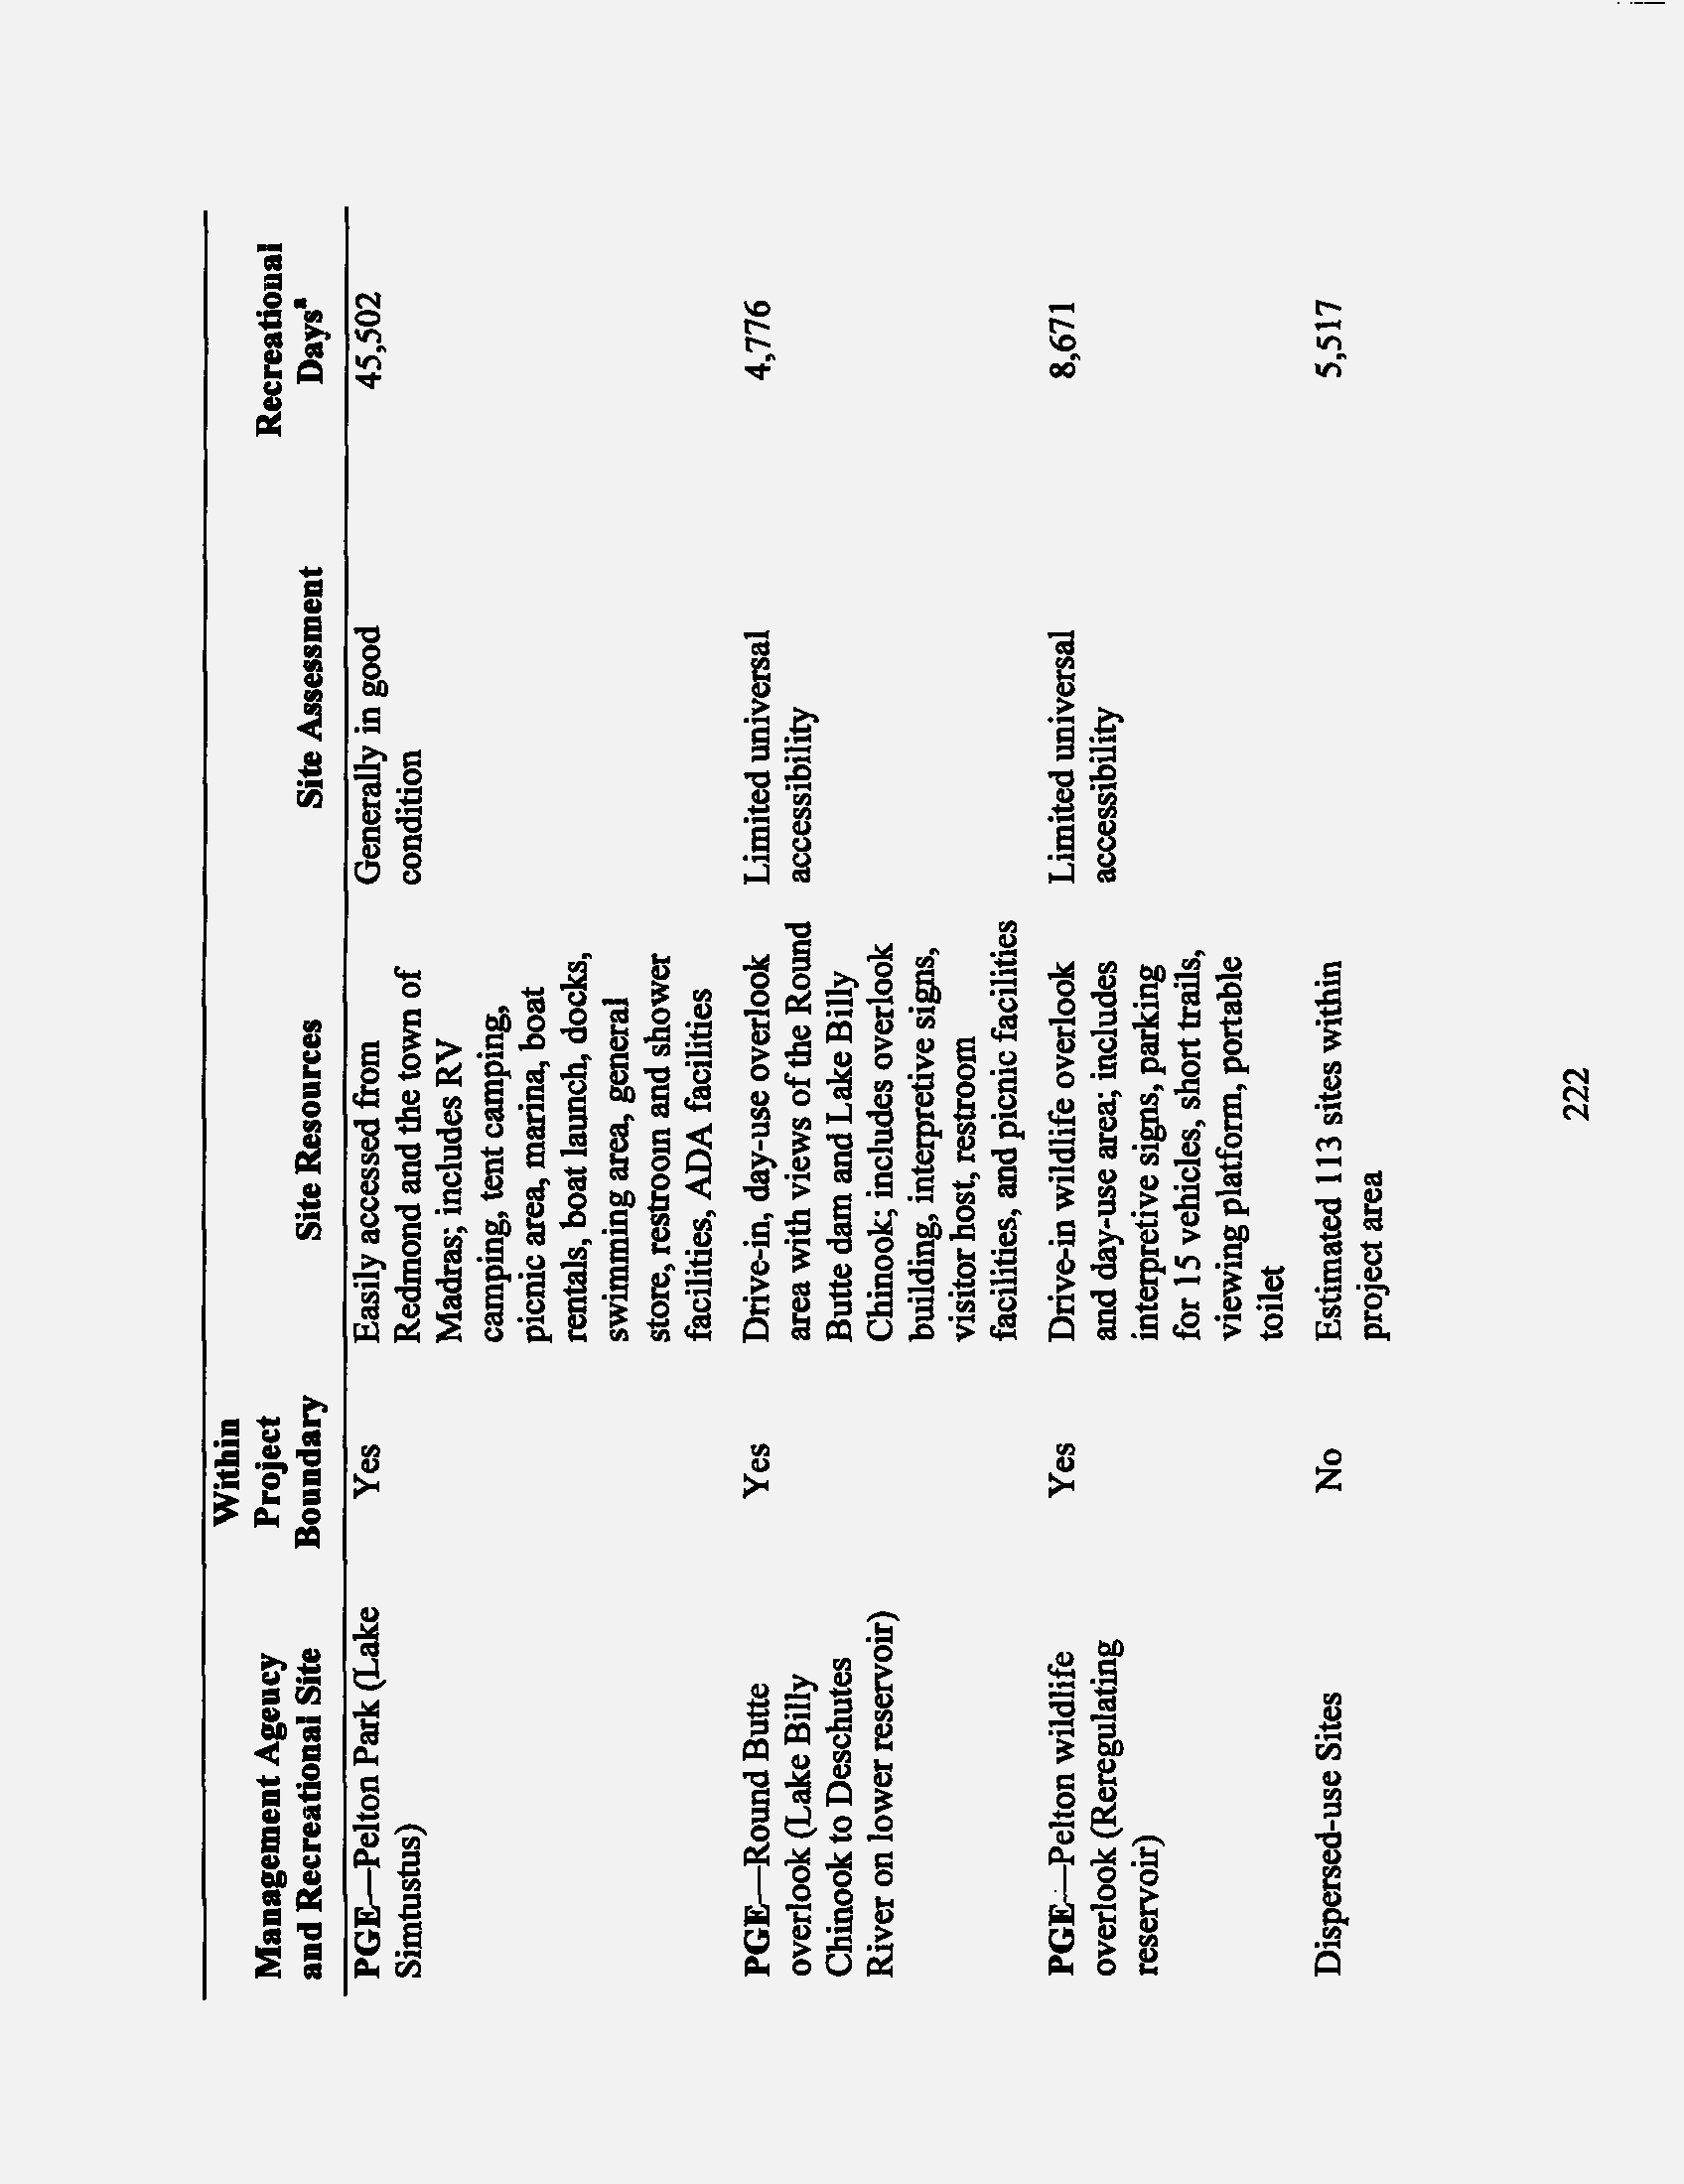 Within
Management Ageucy Project Recreational
and Recreational Site Boundary Site Resources Site Assessment Daysª
PGE—Pelton Park (Lake Yes Easily accessed from Generally in good 45,502
Simtustus) Redmond and the town of condition
Madras; includes RV
camping, tent camping,
picnic area, marina, boat
rentals, boat launch, docks,
swimming area, general
store, restroom and shower
facilities, ADA facilities
PGE—Round Butte Yes Drive-in, day-use overlook Limited universal 4,776
overlook (Lake Billy area with views of the Round accessibility
Chinook to Deschutes Butte dam and Lake Billy
River on lower reservoir) Chinook; includes overlook
building, interpretive signs,
visitor host, restroom
facilities, and picnic facilities
PGE—Pelton wildlife Yes Drive-in wildlife overlook Limited universal 8,671
overlook (Reregulating and day-use area; includes accessibility
reservoir) interpretive signs, parking
for 15 vehicles, short trails,
viewing platform, portable
toilet
Dispersed-use Sites No Estimated 113 sites within 5,517
project area
222